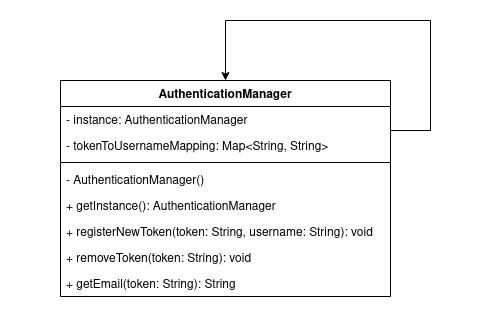 AuthenticationManager
- instance: AuthenticationManager
- tokenToUsernameMapping: Map<String, String>
- AuthenticationManager()
+ getInstance(): AuthenticationManager
+ registerNewToken(token: String, username: String): void
+ removeToken(token: String): void
+ getEmail(token: String): String